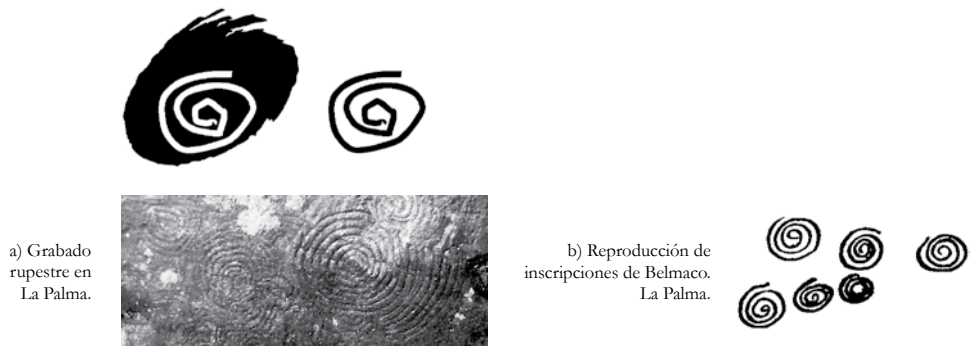 a) Grabado
rupestre en
La Palma.
b) Reproducción de
inscripciones de Belmaco.
La Palma.